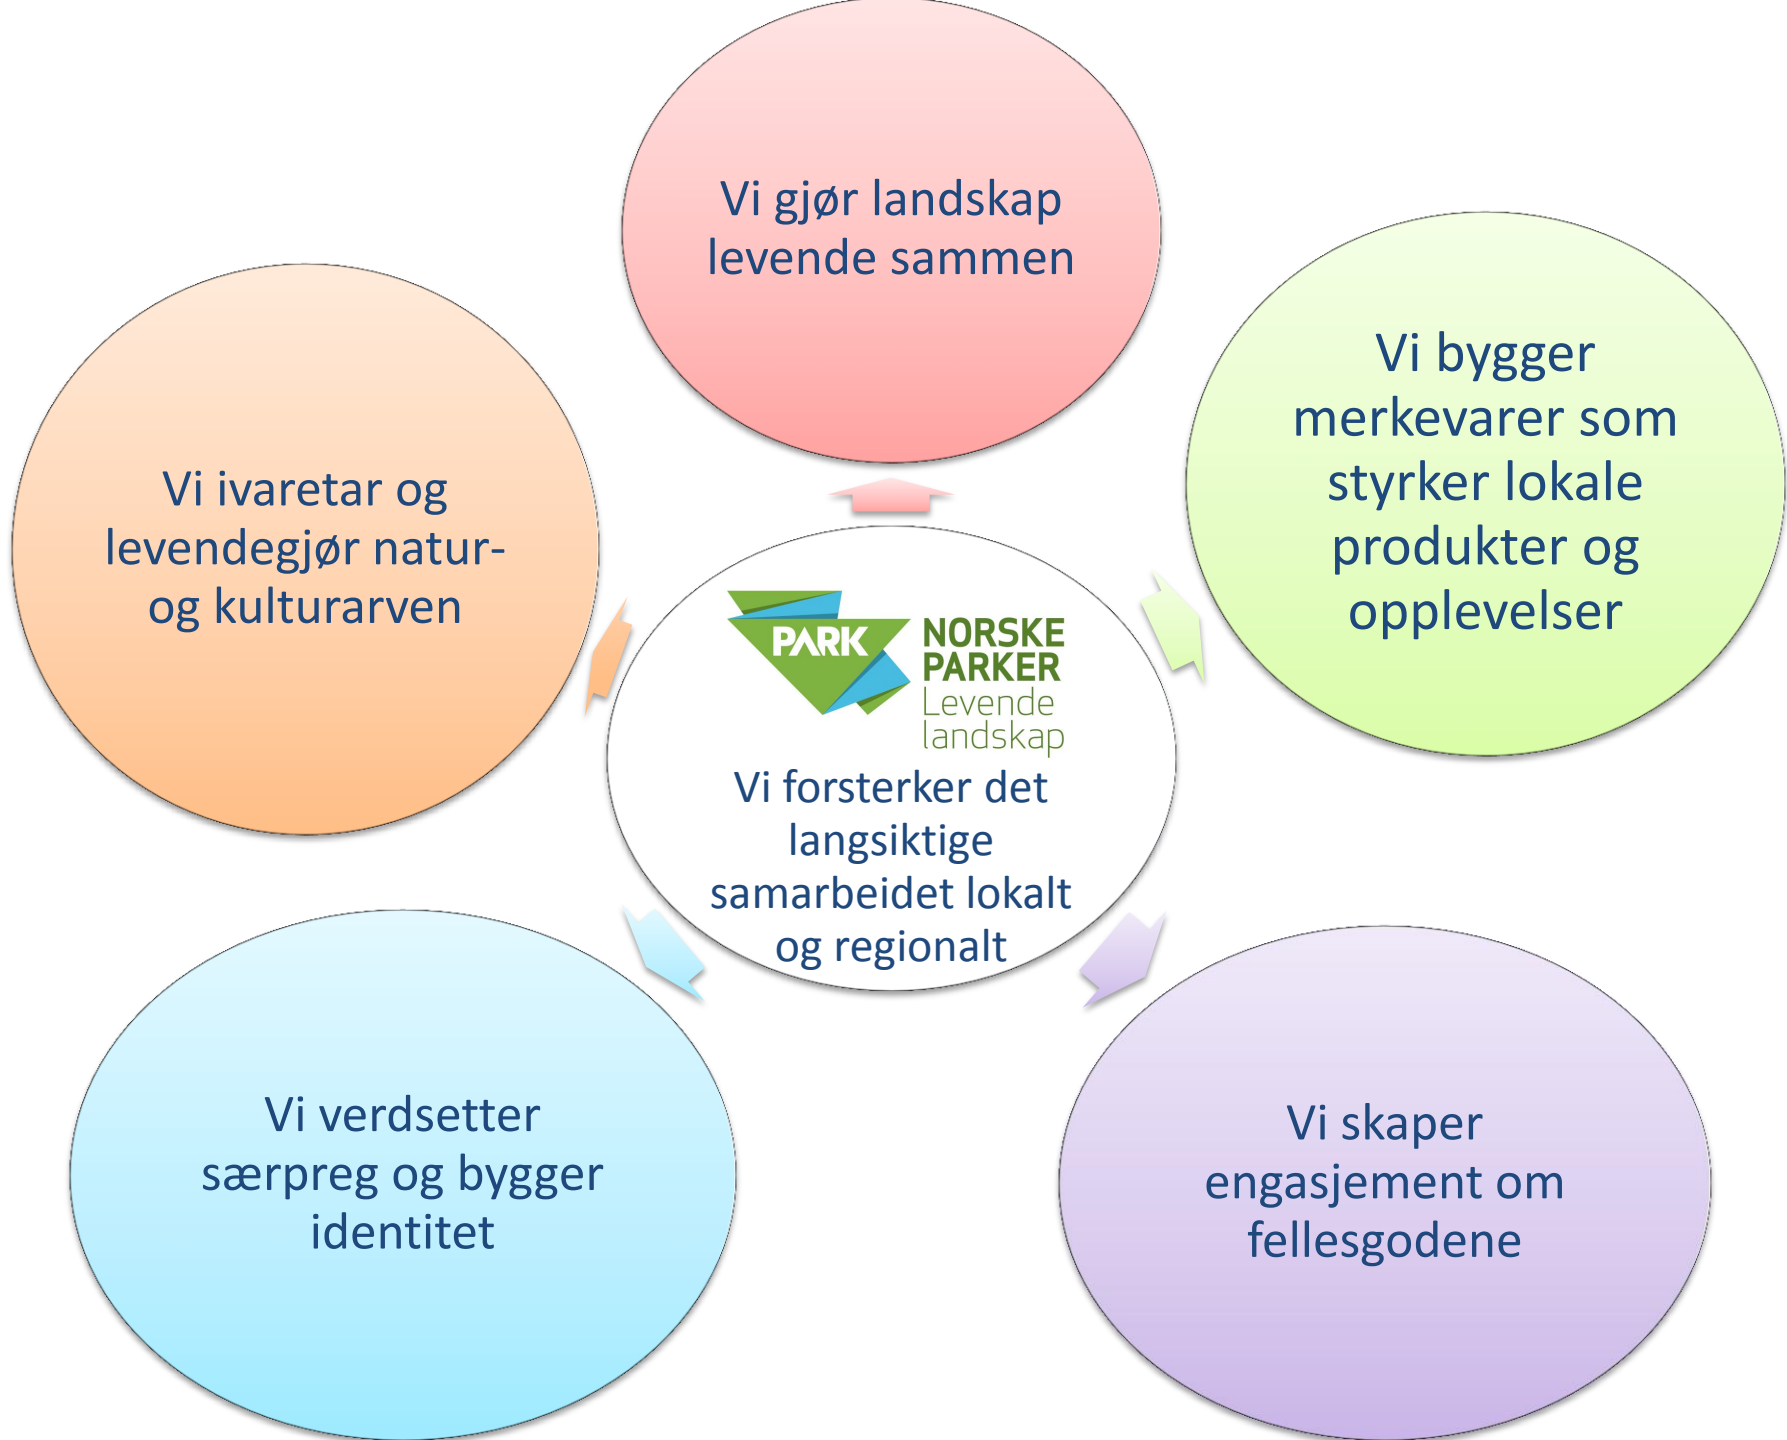 Vi gjør landskap
levende sammen
Vi bygger
merkevarer som
styrker lokale
produkter og
opplevelser
Vi ivaretar og
levendegjør natur-
og kulturarven
PARK
NORSKE
PARKER
Levende
landskap
Vi forsterker det
langsiktige
samarbeidet lokalt
og regionalt
Vi verdsetter
særpreg og bygger
identitet
Vi skaper
engasjement om
fellesgodene